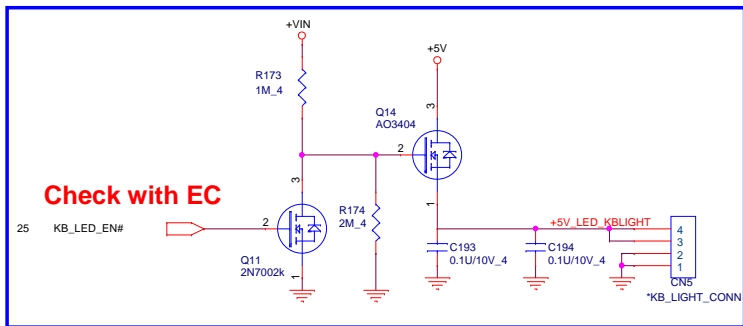 +VIN
+5V
R173
1M_4
Q14
AO3404
3
2
1
Check with EC
25 KB_LED_EN#
3
2
1
Q11
2N7002k
R174
2M_4
+5V_LED_KBLIGHT
C193
0.1U/10V_4
C194
0.1U/10V_4
4
3
2
1
CN5
*KB_LIGHT_CONN